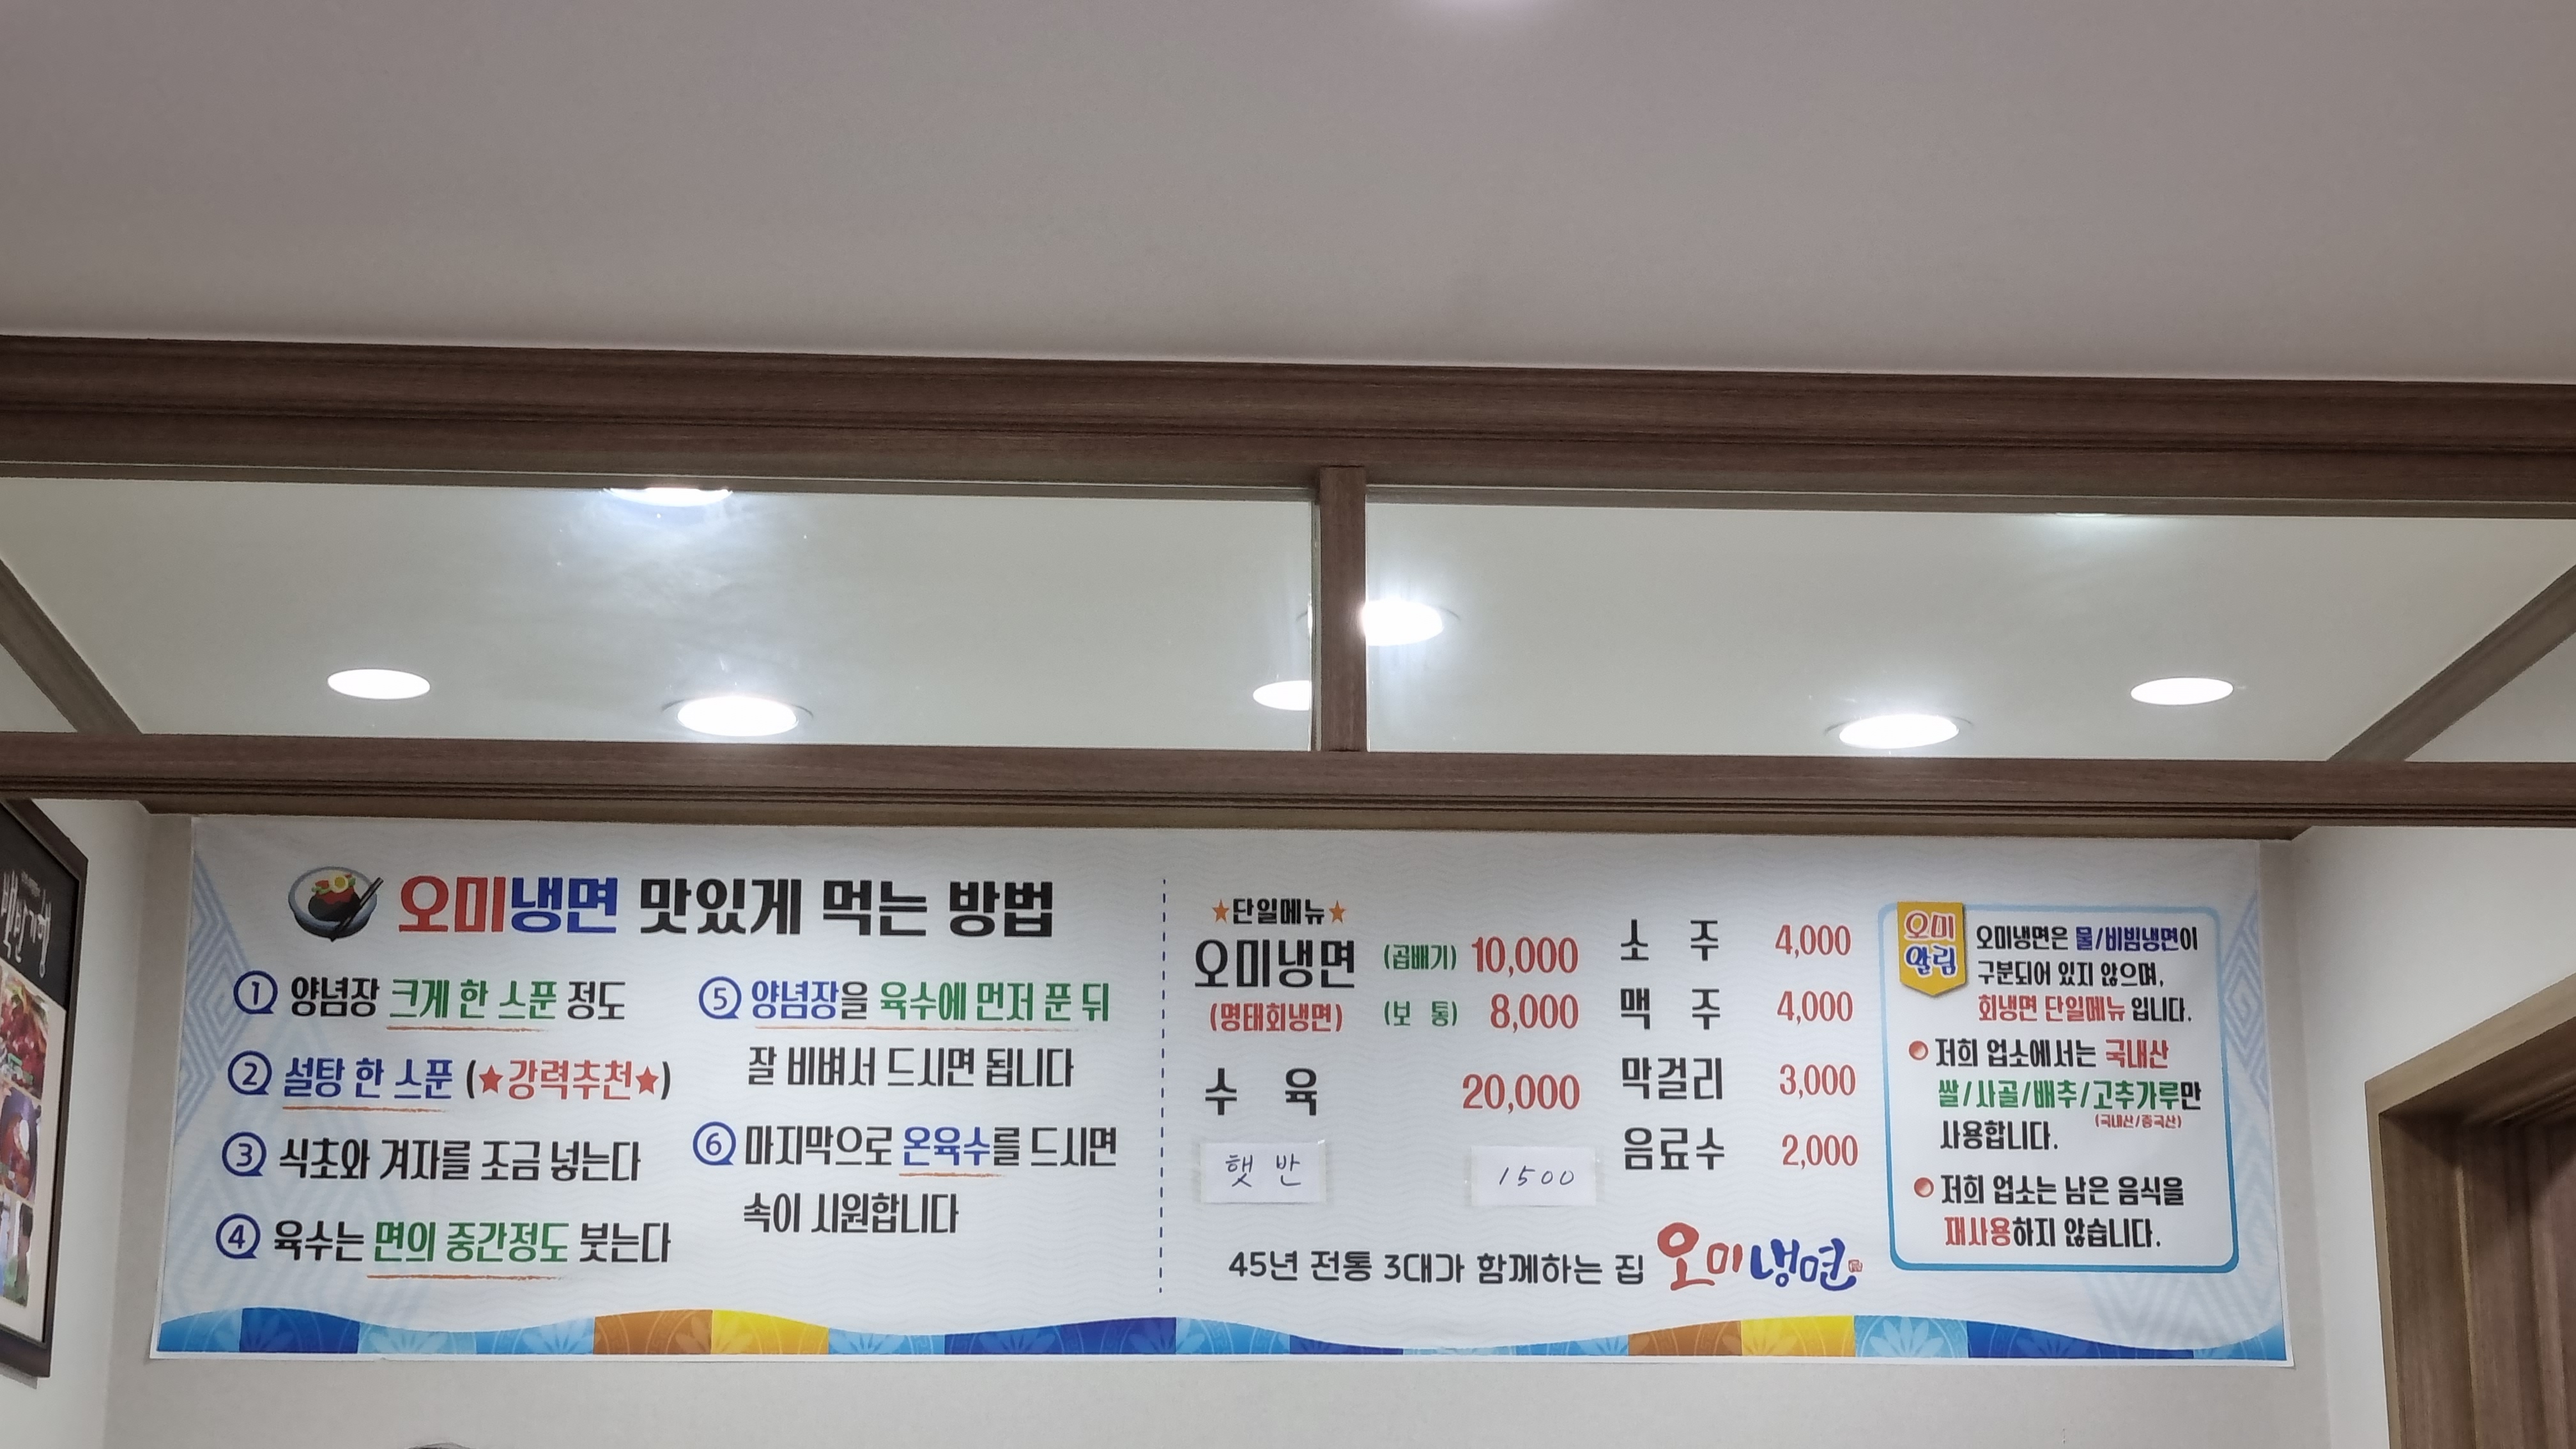 오미냉면 맛있게 먹는 방법
① 양념장 크게 한 스푼 정도
② 설탕 한 스푼 (★강력추천★)
③ 식초와 겨자를 조금 넣는다
④ 육수는 면의 중간정도 붓는다
⑤ 양념장을 육수에 먼저 푼 뒤
잘 비벼서 드시면 됩니다
⑥ 마지막으로 온육수를 드시면
속이 시원합니다
★단일메뉴★
오미냉면 (곱배기) 10,000
(명태회냉면) (보 통) 8,000
수 육 20,000
햇 반 1500
소 주 4,000
맥 주 4,000
막걸리 3,000
음료수 2,000
45년 전통 3대가 함께하는 집 오미냉면
오미
알림
오미냉면은 물/비빔냉면이
구분되어 있지 않으며,
회냉면 단일메뉴 입니다.
저희 업소에서는 국내산
쌀/사골/배추/고추가루만
(국내산/중국산)
사용합니다.
저희 업소는 남은 음식을
재사용하지 않습니다.